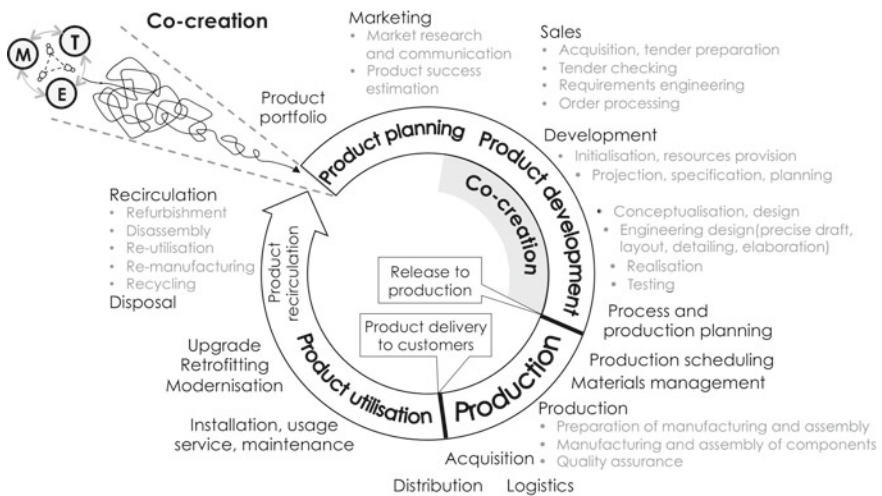 Co-creation
M
T
E
Marketing
• Market research
and communication
• Product success
estimation
Sales
• Acquisition, tender preparation
• Tender checking
• Requirements engineering
• Order processing
Product
portfolio
Product planning
Product development
Co-creation
Development
• Initialisation, resources provision
• Projection, specification, planning
• Conceptualisation, design
• Engineering design(precise draft,
layout, detailing, elaboration)
• Realisation
• Testing
Recirculation
• Refurbishment
• Disassembly
• Re-utilisation
• Re-manufacturing
• Recycling
Disposal
Product
recirculation
Release to
production
Product delivery
to customers
Process and
production planning
Production scheduling
Materials management
Production
Production
• Preparation of manufacturing and assembly
• Manufacturing and assembly of components
• Quality assurance
Upgrade
Retrofitting
Modernisation
Product utilisation
Installation, usage
service, maintenance
Acquisition
Distribution
Logistics